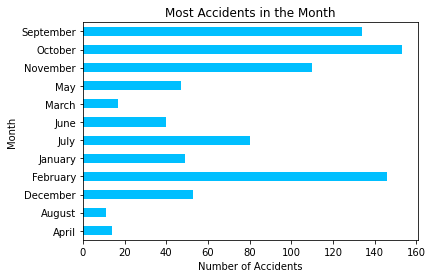 Most Accidents in the Month
Month
September
October
November
May
March
June
July
January
February
December
August
April
0 20 40 60 80 100 120 140 160
Number of Accidents